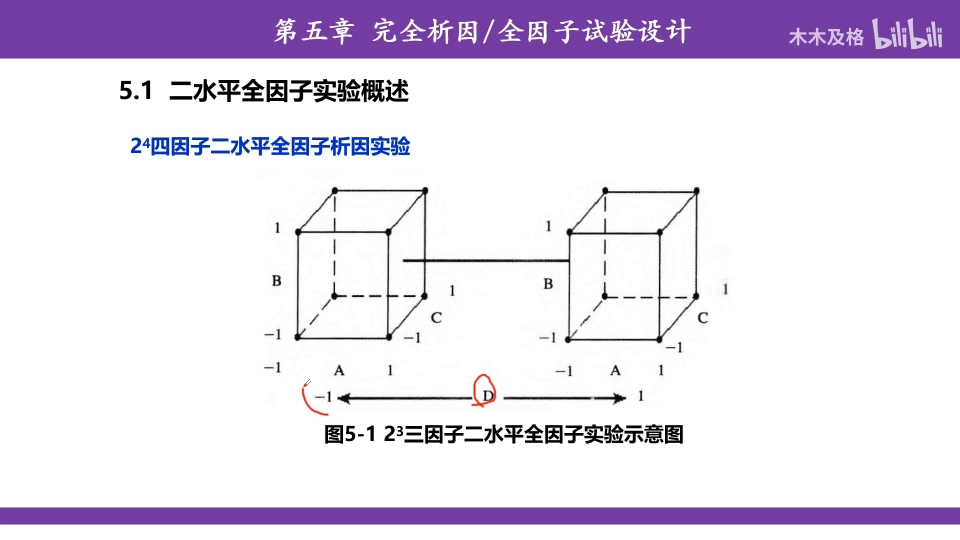 第五章 完全析因/全因子试验设计
木木及格 bilibili
5.1 二水平全因子实验概述
2⁴四因子二水平全因子析因实验
1 1
B 1 B 1
C C
-1 -1 -1 -1
-1 A 1 -1 A 1
-1 D 1
图5-1 2³三因子二水平全因子实验示意图